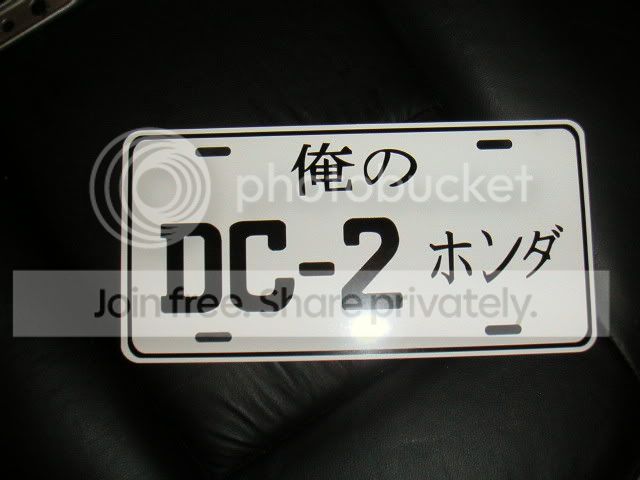 俺の
DC-2 ホンダ
photobucket
Join free. Share privately.